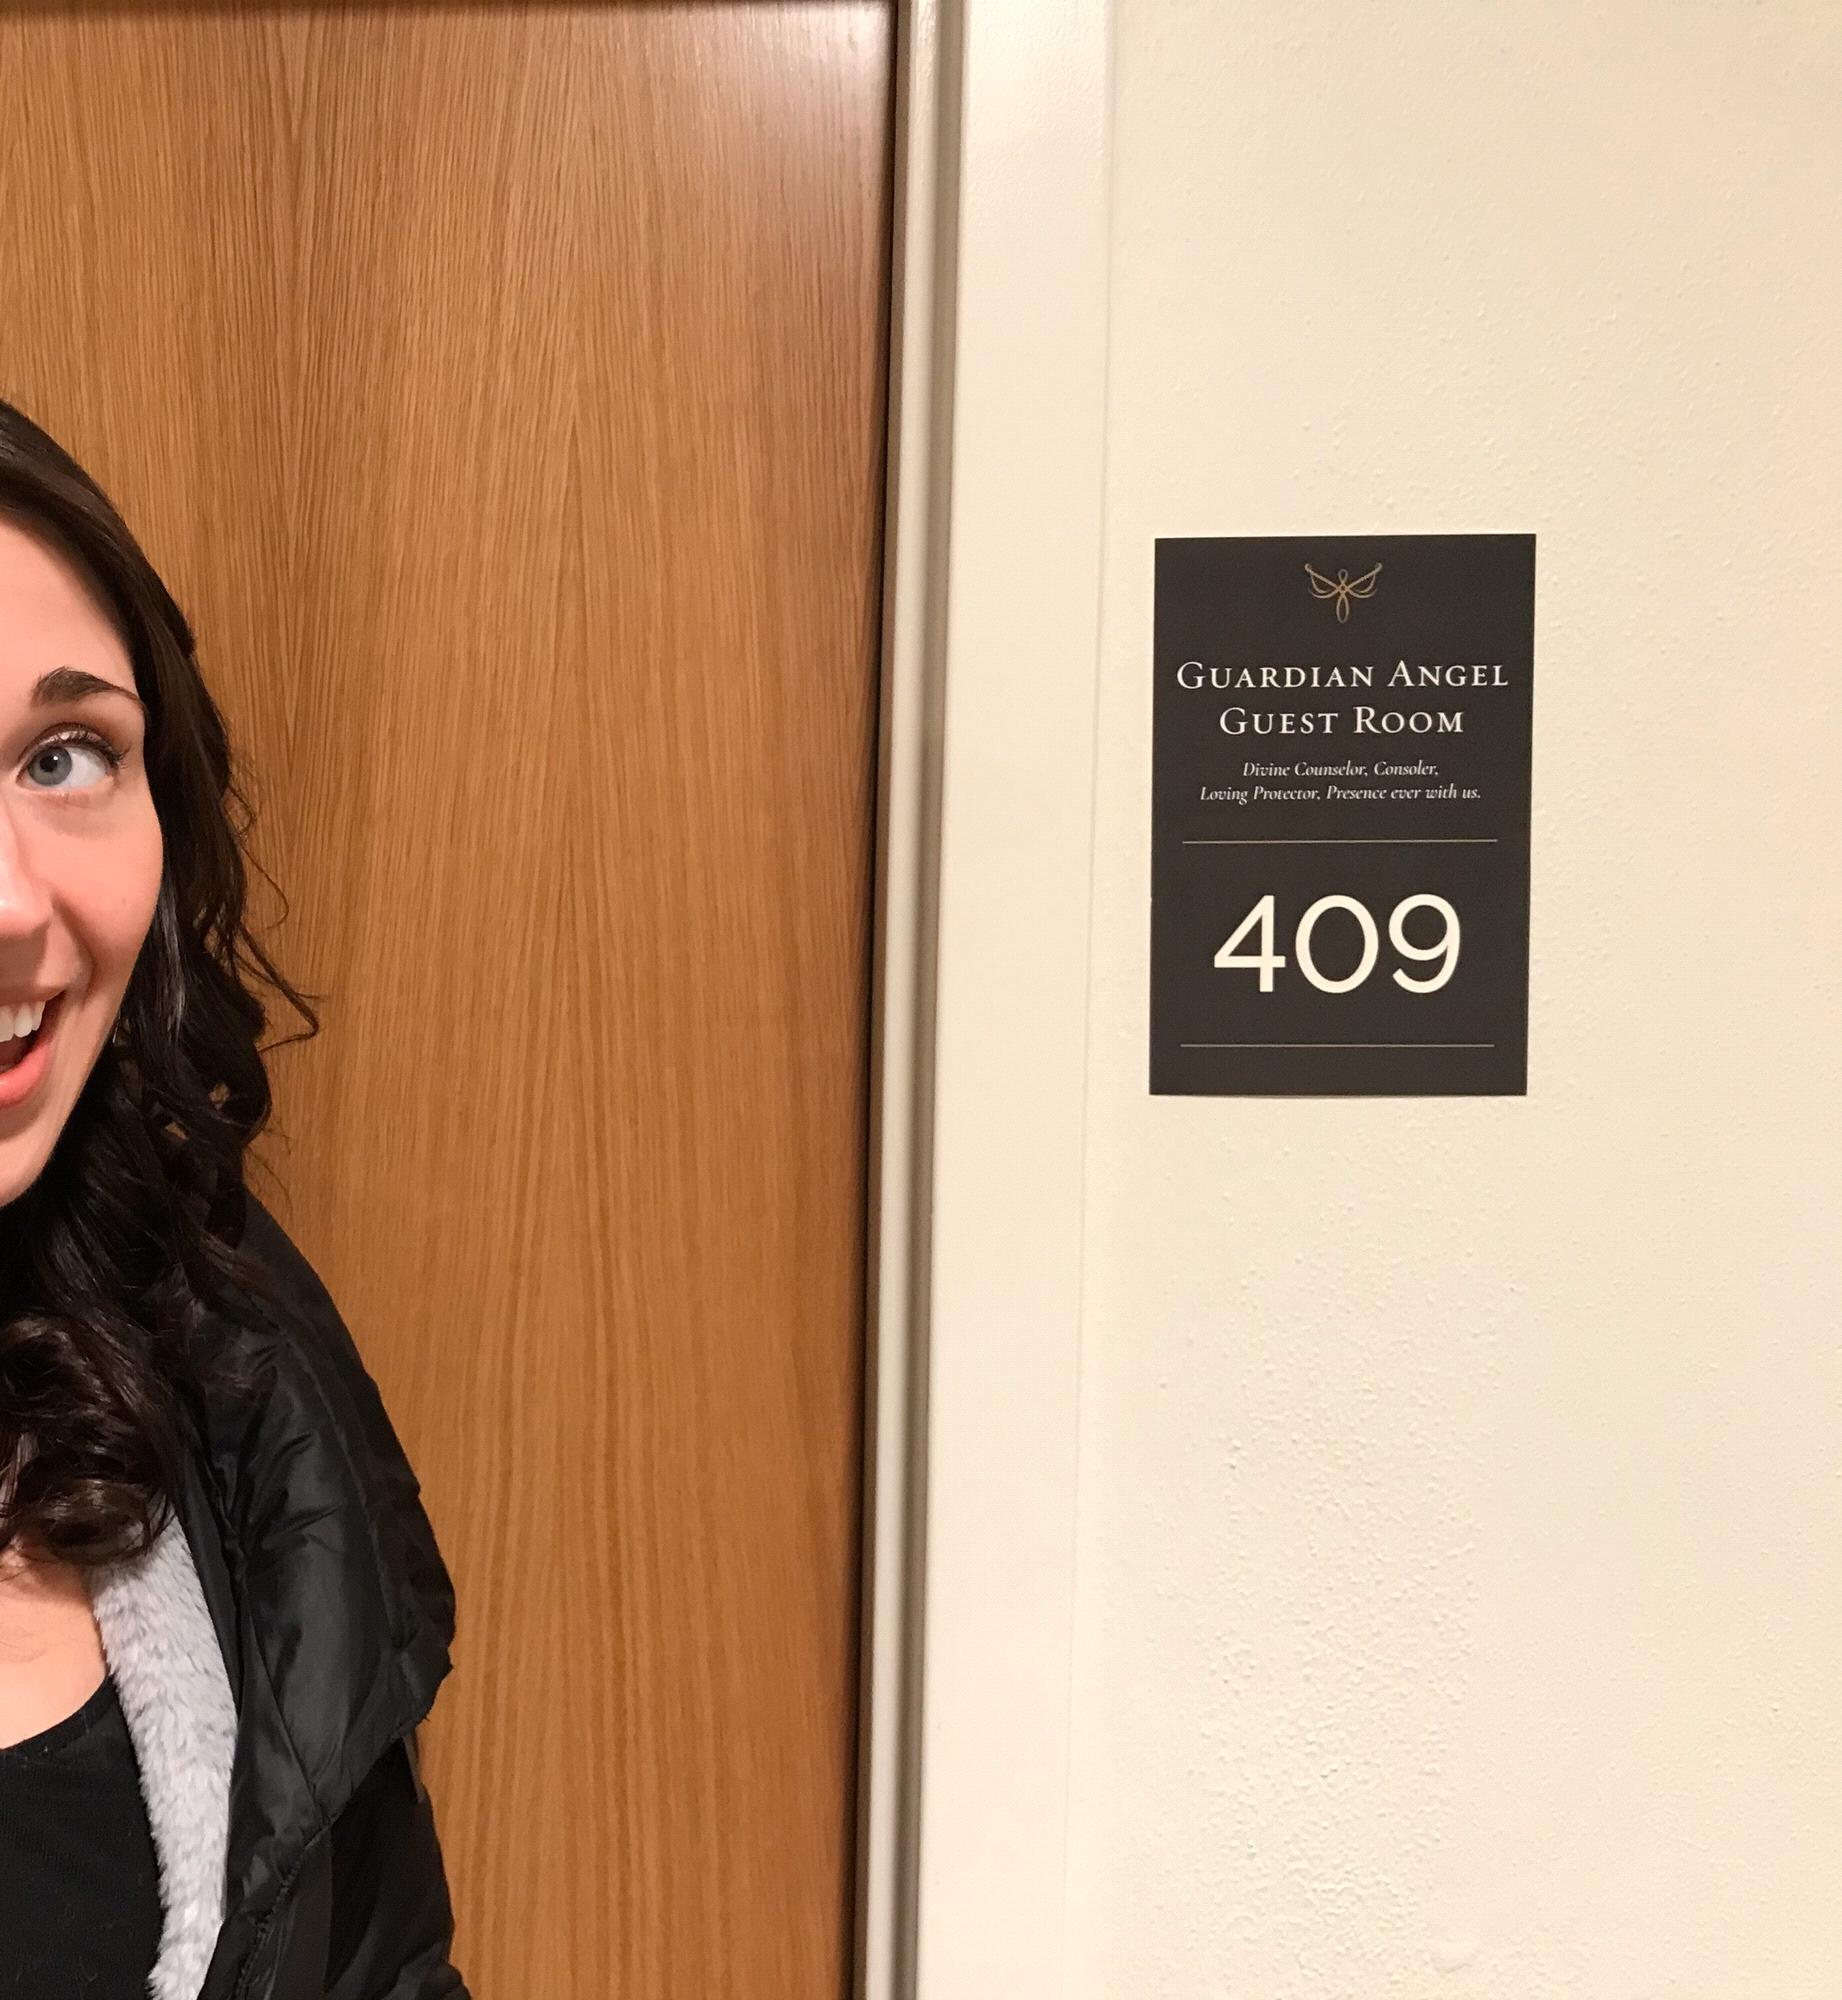 Guardian Angel
Guest Room
Divine Counselor, Consoler,
Loving Protector, Presence ever with us.
409